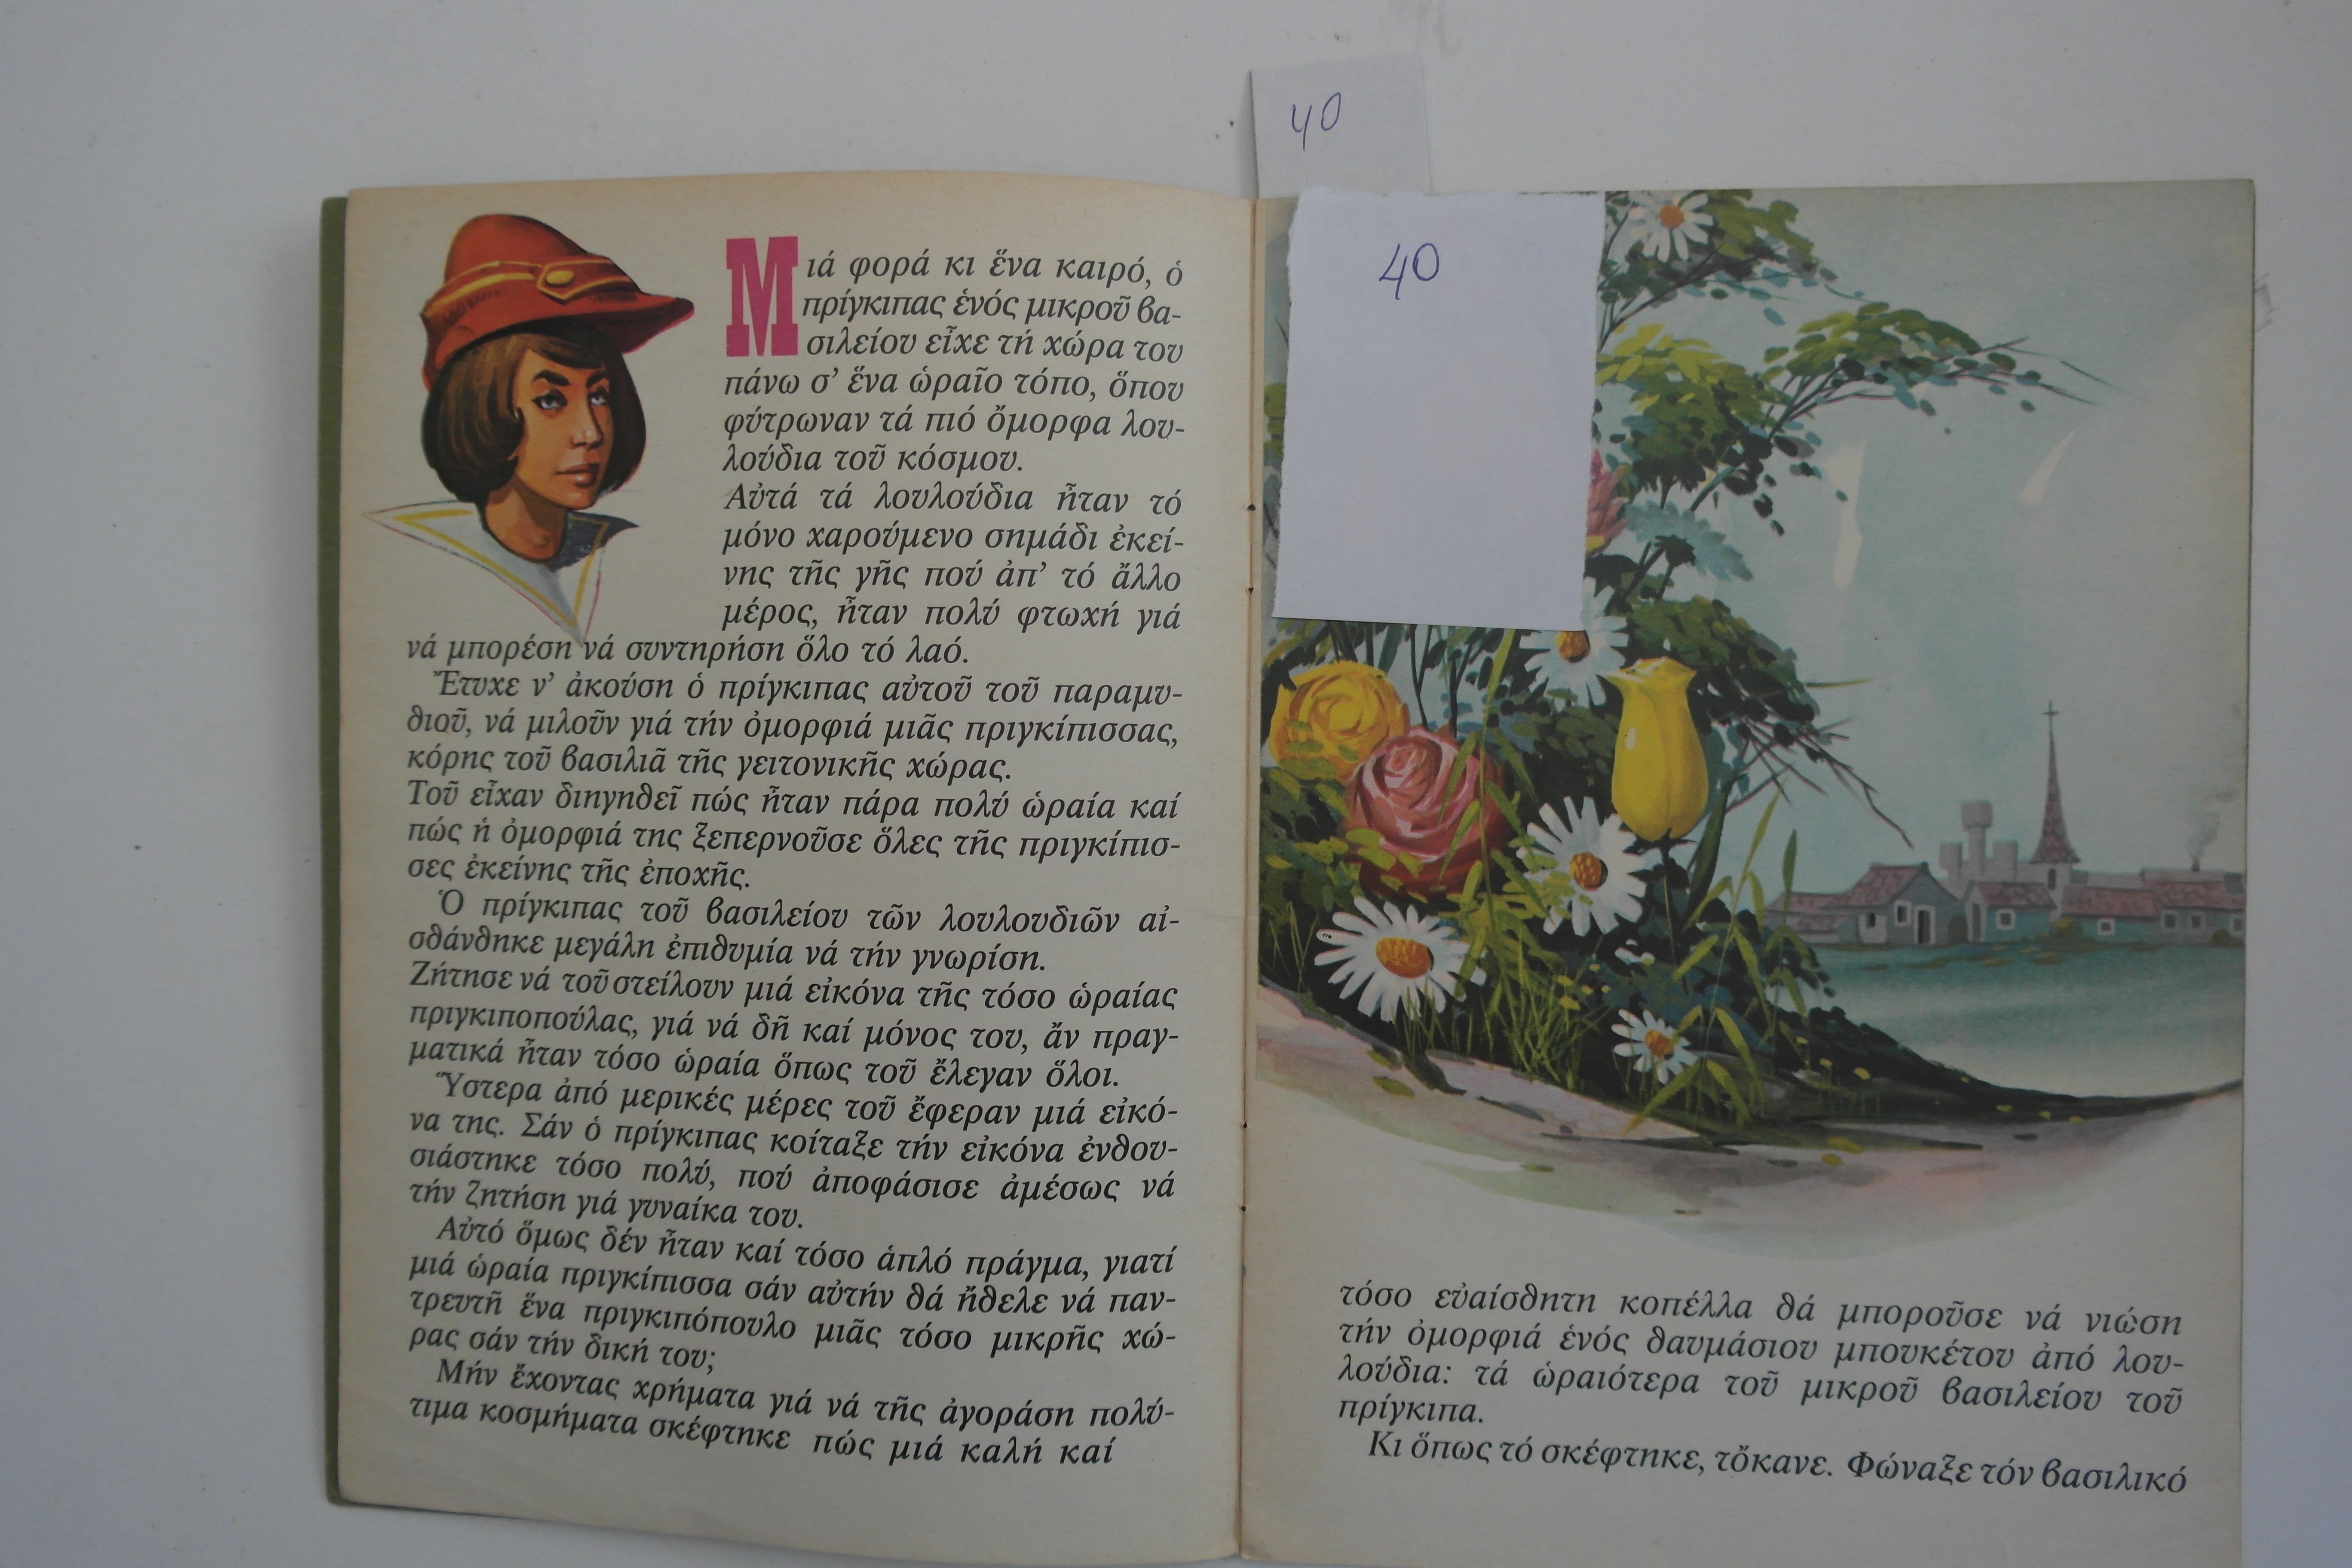 40
40
Μιά φορά κι ἕνα καιρό, ὁ
πρίγκιπας ἑνός μικροῦ βα-
σιλείου εἶχε τή χώρα του
πάνω σ' ἕνα ὡραῖο τόπο, ὅπου
φύτρωναν τά πιό ὄμορφα λου-
λούδια τοῦ κόσμου.
Αὐτά τά λουλούδια ἦταν τό
μόνο χαρούμενο σημάδι ἐκεί-
νης τῆς γῆς πού ἀπ' τό ἄλλο
μέρος, ἦταν πολύ φτωχή γιά
νά μπορέση νά συντηρήση ὅλο τό λαό.
Ἔτυχε ν' ἀκούση ὁ πρίγκιπας αὐτοῦ τοῦ παραμυ-
θιοῦ, νά μιλοῦν γιά τήν ὀμορφιά μιᾶς πριγκίπισσας,
κόρης τοῦ βασιλιᾶ τῆς γειτονικῆς χώρας.
Τοῦ εἶχαν διηγηθεῖ πώς ἦταν πάρα πολύ ὡραία καί
πώς ἡ ὀμορφιά της ξεπερνοῦσε ὅλες τῆς πριγκίπισ-
σες ἐκείνης τῆς ἐποχῆς.
Ὁ πρίγκιπας τοῦ βασιλείου τῶν λουλουδιῶν αἰ-
σθάνθηκε μεγάλη ἐπιθυμία νά τήν γνωρίση.
Ζήτησε νά τοῦ στείλουν μιά εἰκόνα τῆς τόσο ὡραίας
πριγκιποπούλας, γιά νά δῆ καί μόνος του, ἄν πραγ-
ματικά ἦταν τόσο ὡραία ὅπως τοῦ ἔλεγαν ὅλοι.
Ὕστερα ἀπό μερικές μέρες τοῦ ἔφεραν μιά εἰκό-
να της. Σάν ὁ πρίγκιπας κοίταξε τήν εἰκόνα ἐνθου-
σιάστηκε τόσο πολύ, πού ἀποφάσισε ἀμέσως νά
τήν ζητήση γιά γυναίκα του.
Αὐτό ὅμως δέν ἦταν καί τόσο ἁπλό πράγμα, γιατί
μιά ὡραία πριγκίπισσα σάν αὐτήν θά ἤθελε νά παν-
τρευτῆ ἕνα πριγκιπόπουλο μιᾶς τόσο μικρῆς χώ-
ρας σάν τήν δική του;
Μήν ἔχοντας χρήματα γιά νά τῆς ἀγοράση πολύ-
τιμα κοσμήματα σκέφτηκε πώς μιά καλή καί
τόσο εὐαίσθητη κοπέλλα θά μποροῦσε νά νιώση
τήν ὀμορφιά ἑνός θαυμάσιου μπουκέτου ἀπό λου-
λούδια: τά ὡραιότερα τοῦ μικροῦ βασιλείου τοῦ
πρίγκιπα.
Κι ὅπως τό σκέφτηκε, τὄκανε. Φώναξε τόν βασιλικό